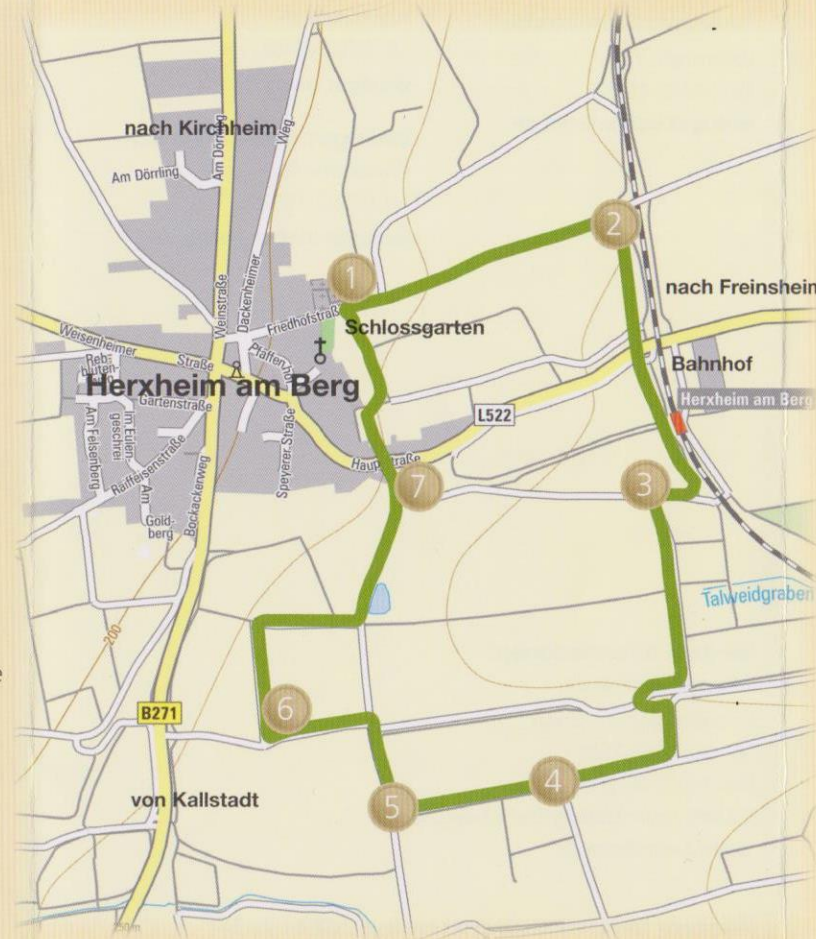 nach Kirchheim
Am Dörrling
Am Dörrling
Weg
Dackenheimer
Weinstraße
1
2
nach Freinsheim
Friedhofstraß
Schlossgarten
Weisenheimer
Straße
Pfaffenhof
Bahnhof
Reb-
hüten-
Herxheim am Berg
Herxheim am Berg
Gartenstraße
L522
Am Felsenberg
Im Eulen-
geschrei
Raiffeisenstraße
Speyerer Straße
Hauptstraße
Am
Gold-
berg
Bockackerweg
7
3
Talweidgraben
200
6
B271
4
von Kallstadt
5